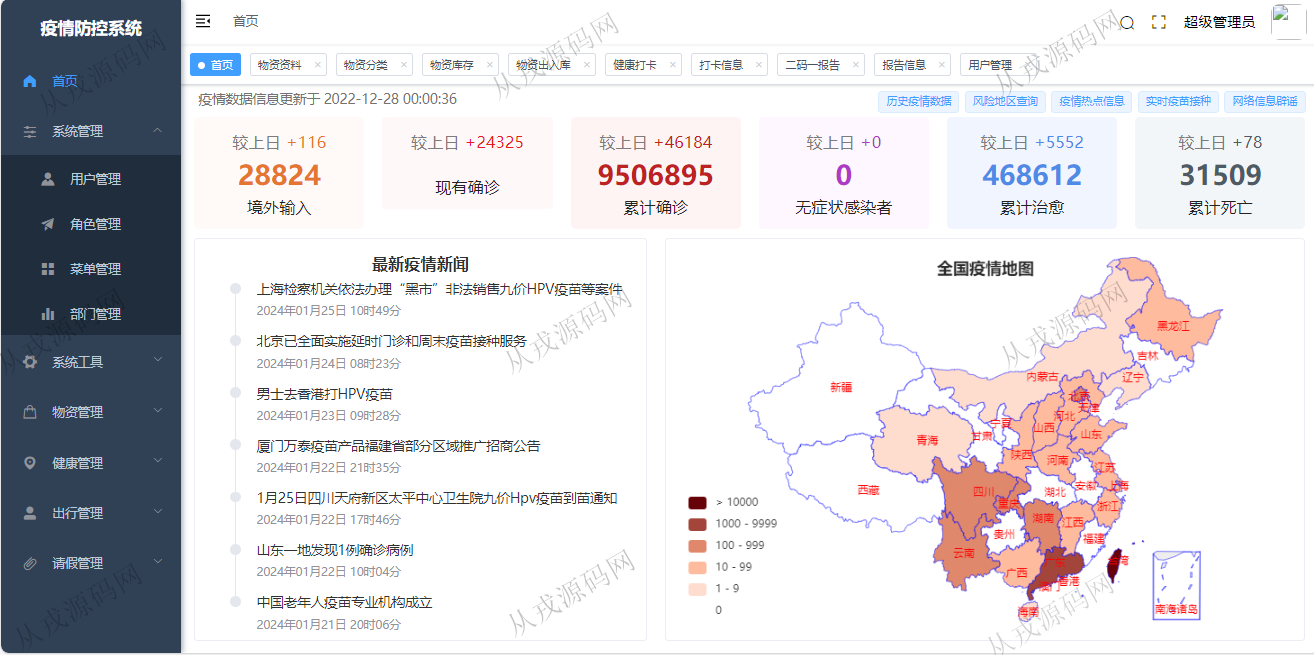 疫情防控系统
首页
系统管理
用户管理
角色管理
菜单管理
部门管理
系统工具
物资管理
健康管理
出行管理
请假管理
首页
超级管理员
首页 物资资料 × 物资分类 × 物资库存 × 物资出入库 × 健康打卡 × 打卡信息 × 二码一报告 × 报告信息 × 用户管理
疫情数据信息更新于 2022-12-28 00:00:36
历史疫情数据 风险地区查询 疫情热点信息 实时疫苗接种 网络信息辟谣
较上日 +116
28824
境外输入
较上日 +24325
现有确诊
较上日 +46184
9506895
累计确诊
较上日 +0
0
无症状感染者
较上日 +5552
468612
累计治愈
较上日 +78
31509
累计死亡
最新疫情新闻
上海检察机关依法办理“黑市”非法销售九价HPV疫苗等案件
2024年01月25日 10时49分
北京已全面实施延时门诊和周末疫苗接种服务
2024年01月24日 08时23分
男士去香港打HPV疫苗
2024年01月23日 09时28分
厦门万泰疫苗产品福建省部分区域推广招商公告
2024年01月22日 21时35分
1月25日四川天府新区太平中心卫生院九价Hpv疫苗到苗通知
2024年01月22日 17时46分
山东一地发现1例确诊病例
2024年01月22日 10时04分
中国老年人疫苗专业机构成立
2024年01月21日 20时06分
全国疫情地图
黑龙江
吉林
辽宁
内蒙古
新疆
北京
天津
河北
宁夏
山西
甘肃
青海
山东
陕西
河南
江苏
西藏
四川
湖北
安徽
上海
重庆
浙江
湖南
江西
贵州
福建
云南
广东
台湾
广西
香港
澳门
海南
南海诸岛
> 10000
1000 - 9999
100 - 999
10 - 99
1 - 9
0
从戎源码网
从戎源码网
从戎源码网
从戎源码网
从戎源码网
从戎源码网
从戎源码网
从戎源码网
从戎源码网